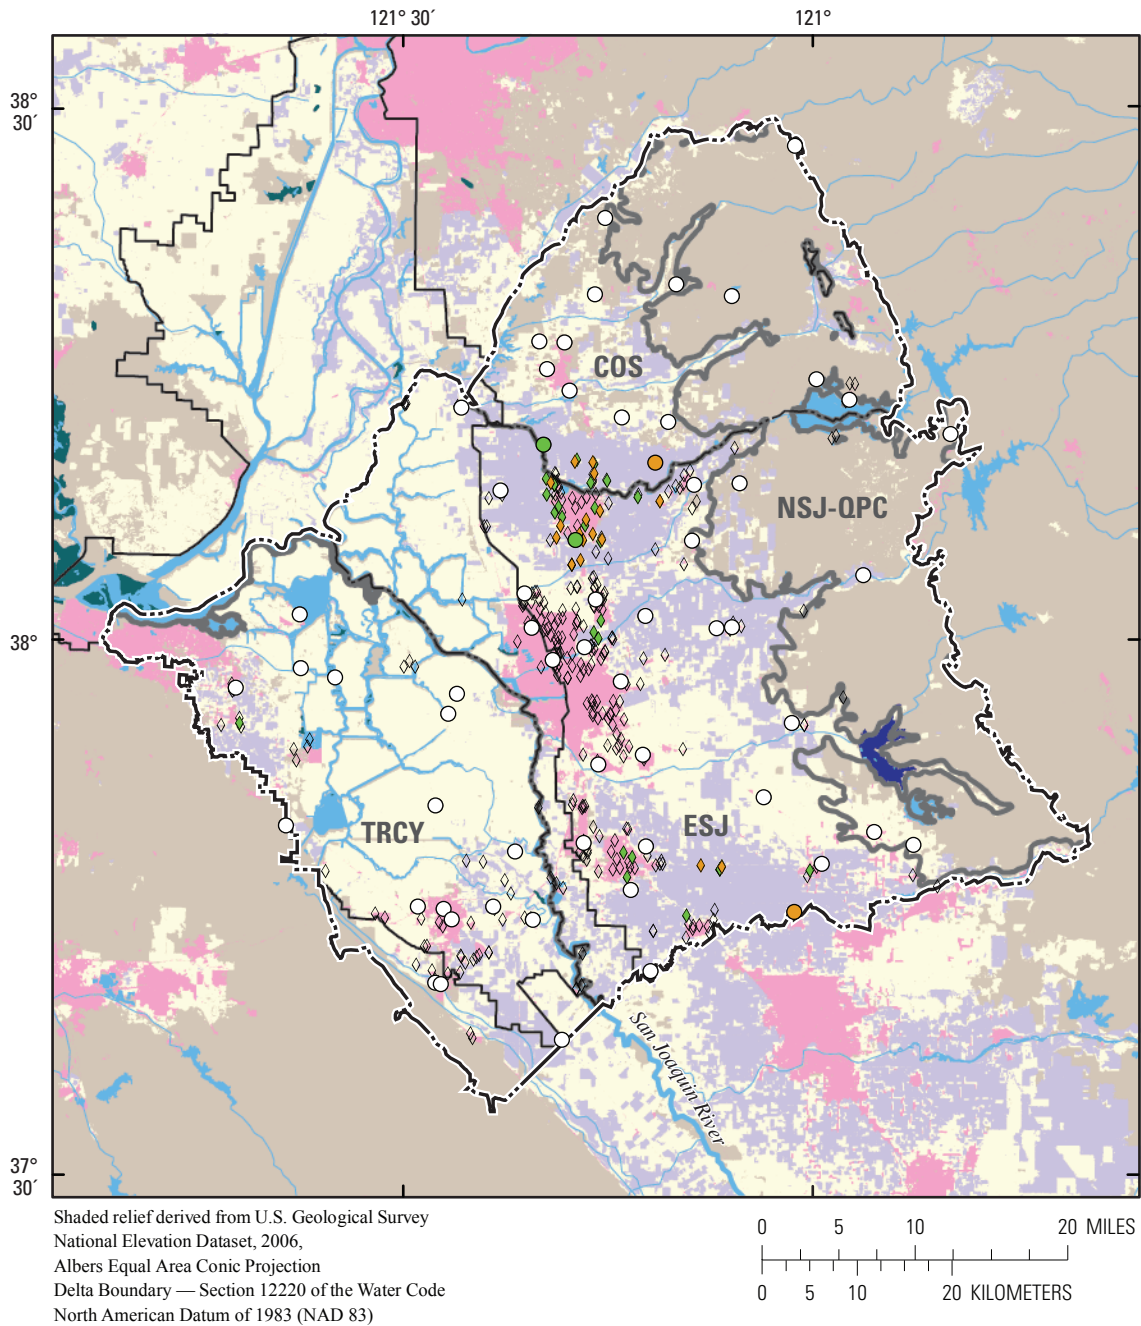 121° 30´
121°
38°
30´
COS
NSJ-QPC
38°
TRCY
ESJ
San Joaquin River
37°
30´
Shaded relief derived from U.S. Geological Survey
National Elevation Dataset, 2006,
Albers Equal Area Conic Projection
Delta Boundary — Section 12220 of the Water Code
North American Datum of 1983 (NAD 83)
0 5 10 20 MILES
0 5 10 20 KILOMETERS